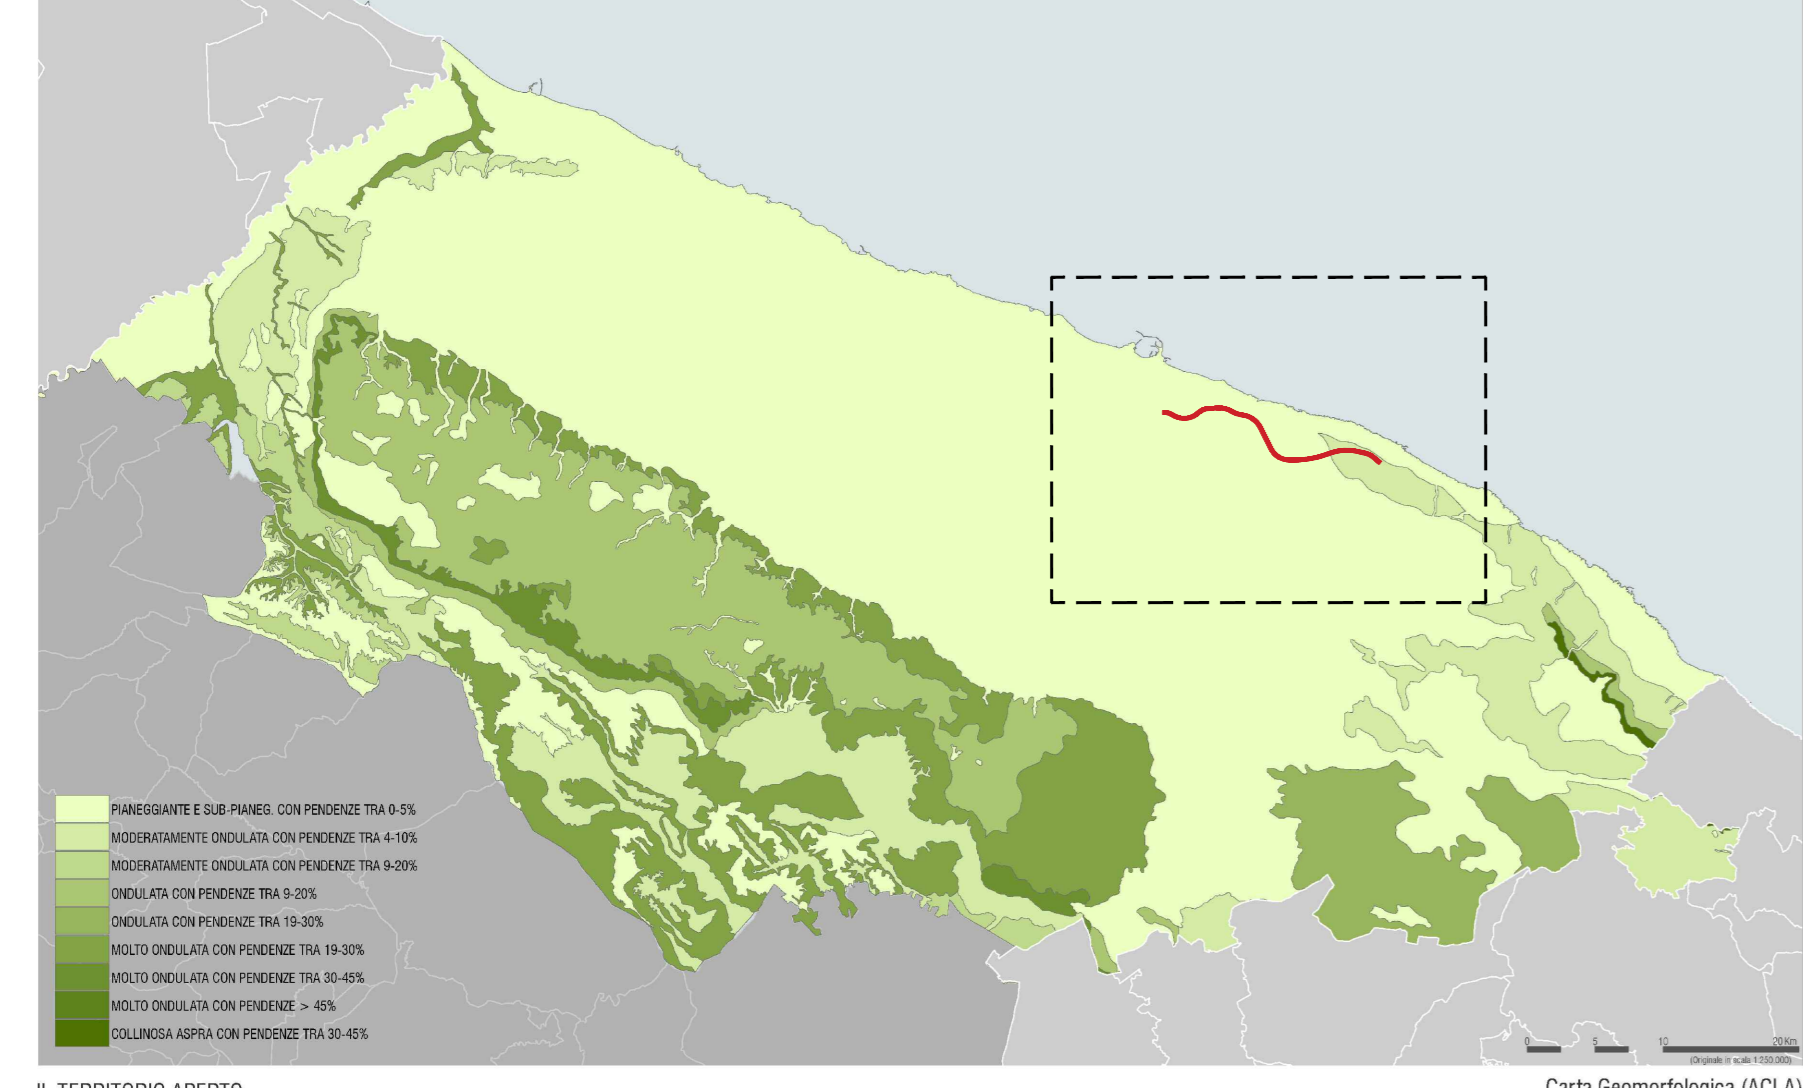 PIANEGGIANTE E SUB-PIANEG. CON PENDENZE TRA 0-5%
MODERATAMENTE ONDULATA CON PENDENZE TRA 4-10%
MODERATAMENTE ONDULATA CON PENDENZE TRA 9-20%
ONDULATA CON PENDENZE TRA 9-20%
ONDULATA CON PENDENZE TRA 19-30%
MOLTO ONDULATA CON PENDENZE TRA 19-30%
MOLTO ONDULATA CON PENDENZE TRA 30-45%
MOLTO ONDULATA CON PENDENZE > 45%
COLLINOSA ASPRA CON PENDENZE TRA 30-45%
0 5 10 20 Km
(Originale in scala 1:250.000)
IL TERRITORIO APERTO
Carta Geomorfologica (ACLA)